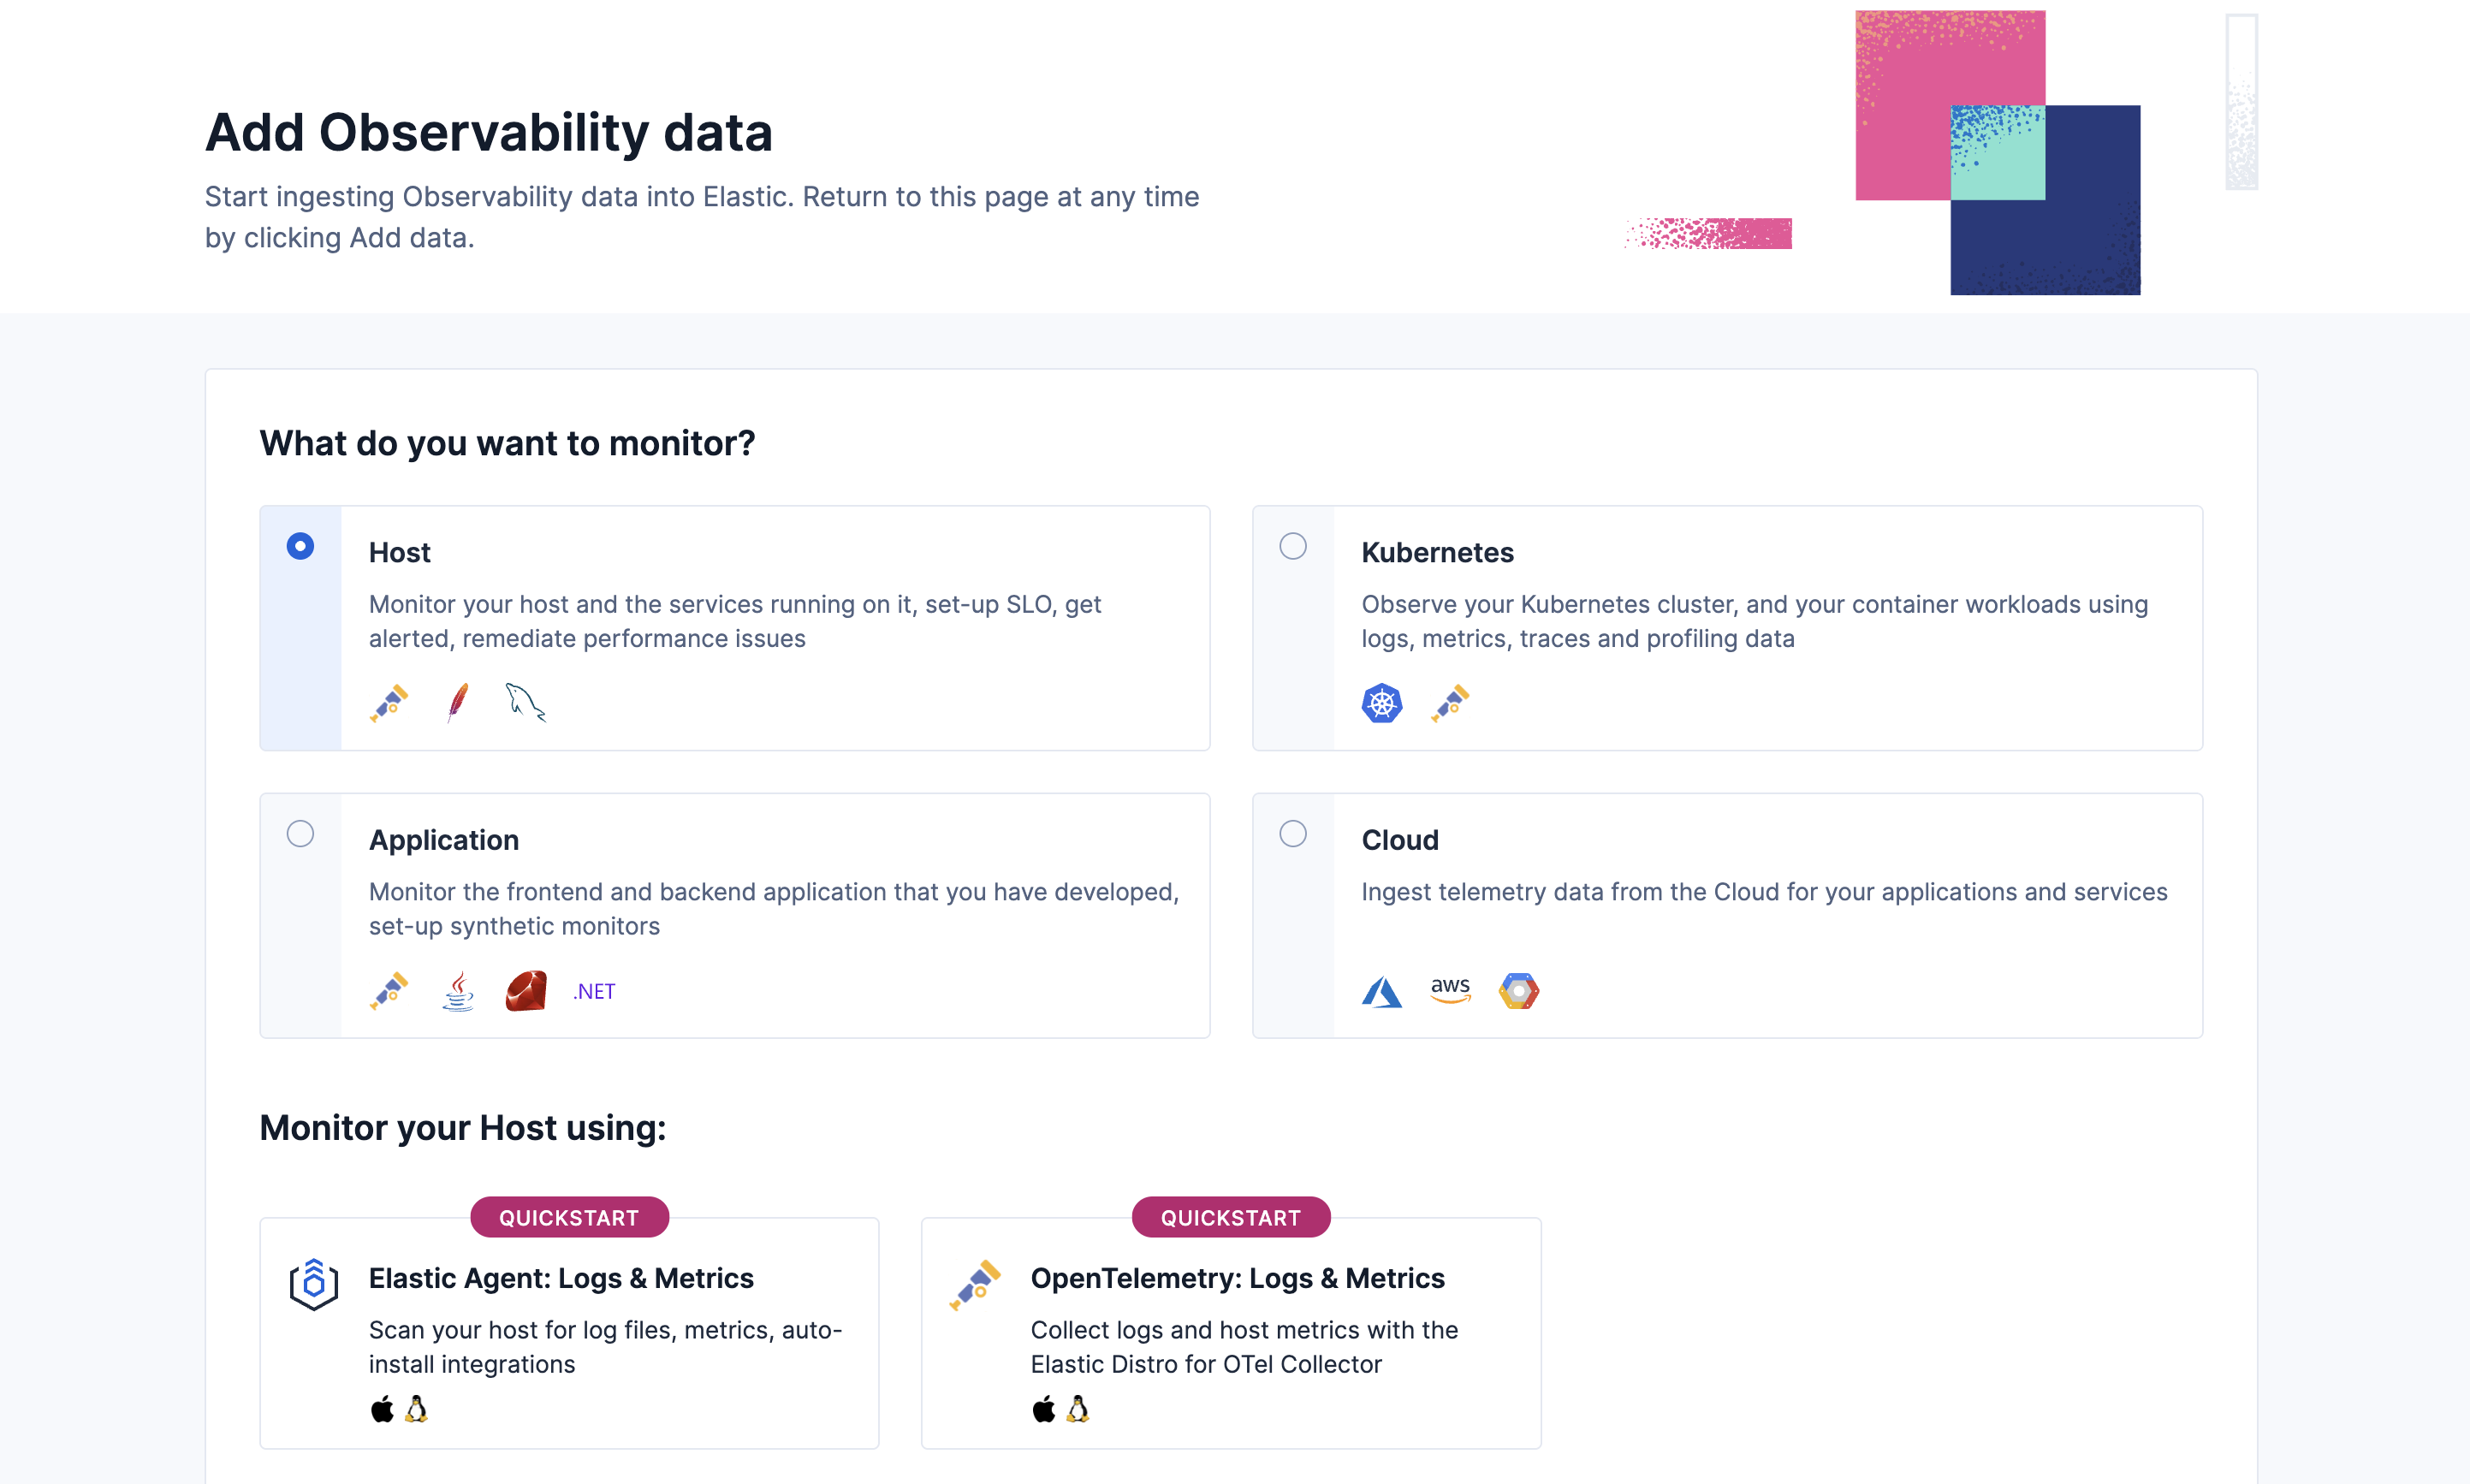 Add Observability data
Start ingesting Observability data into Elastic. Return to this page at any time
by clicking Add data.
What do you want to monitor?
Host
Monitor your host and the services running on it, set-up SLO, get
alerted, remediate performance issues
Kubernetes
Observe your Kubernetes cluster, and your container workloads using
logs, metrics, traces and profiling data
Application
Monitor the frontend and backend application that you have developed,
set-up synthetic monitors
.NET
Cloud
Ingest telemetry data from the Cloud for your applications and services
aws
Monitor your Host using:
QUICKSTART
Elastic Agent: Logs & Metrics
Scan your host for log files, metrics, auto-
install integrations
QUICKSTART
OpenTelemetry: Logs & Metrics
Collect logs and host metrics with the
Elastic Distro for OTel Collector